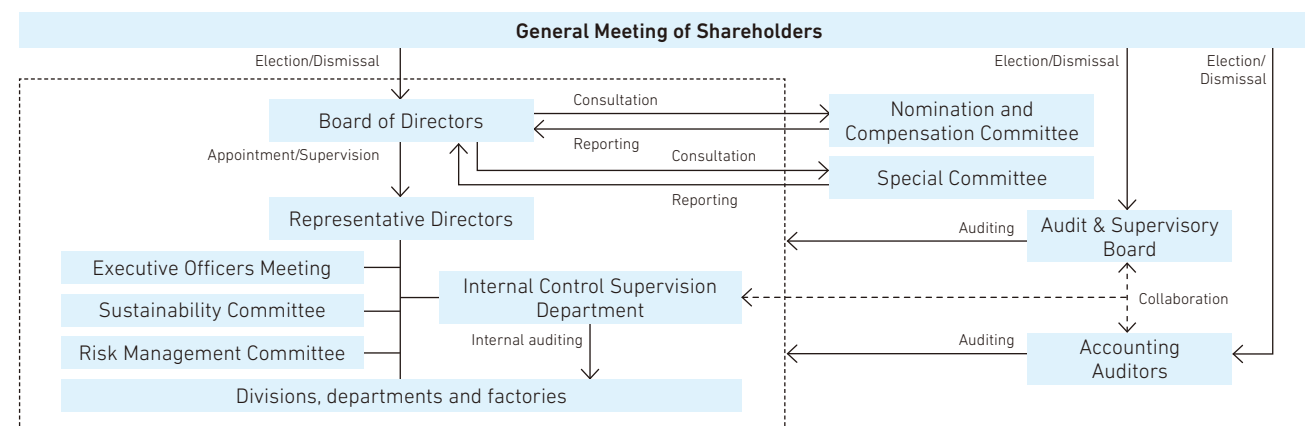 General Meeting of Shareholders
Election/Dismissal
Election/Dismissal
Election/
Dismissal
Board of Directors
Consultation
Reporting
Nomination and
Compensation Committee
Appointment/Supervision
Consultation
Reporting
Special Committee
Representative Directors
Auditing
Audit & Supervisory
Board
Executive Officers Meeting
Sustainability Committee
Risk Management Committee
Internal Control Supervision
Department
Collaboration
Internal auditing
Auditing
Accounting
Auditors
Divisions, departments and factories